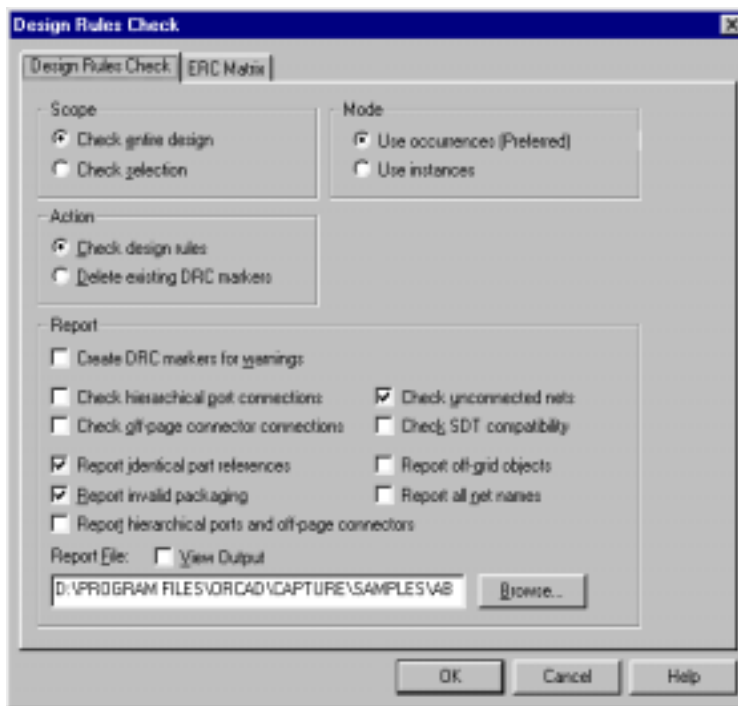 Design Rules Check
Design Rules Check ERC Matrix
Scope
Check entire design
Check selection
Mode
Use occurrences (Preferred)
Use instances
Action
Check design rules
Delete existing DRC markers
Report
Create DRC markers for warnings
Check hierarchical port connections
Check unconnected nets
Check off-page connector connections
Check SDT compatibility
Report identical part references
Report off-grid objects
Report invalid packaging
Report all net names
Report hierarchical ports and off-page connectors
Report File: View Output
D:\PROGRAM FILES\ORCAD\CAPTURE\SAMPLES\AB
Browse...
OK Cancel Help